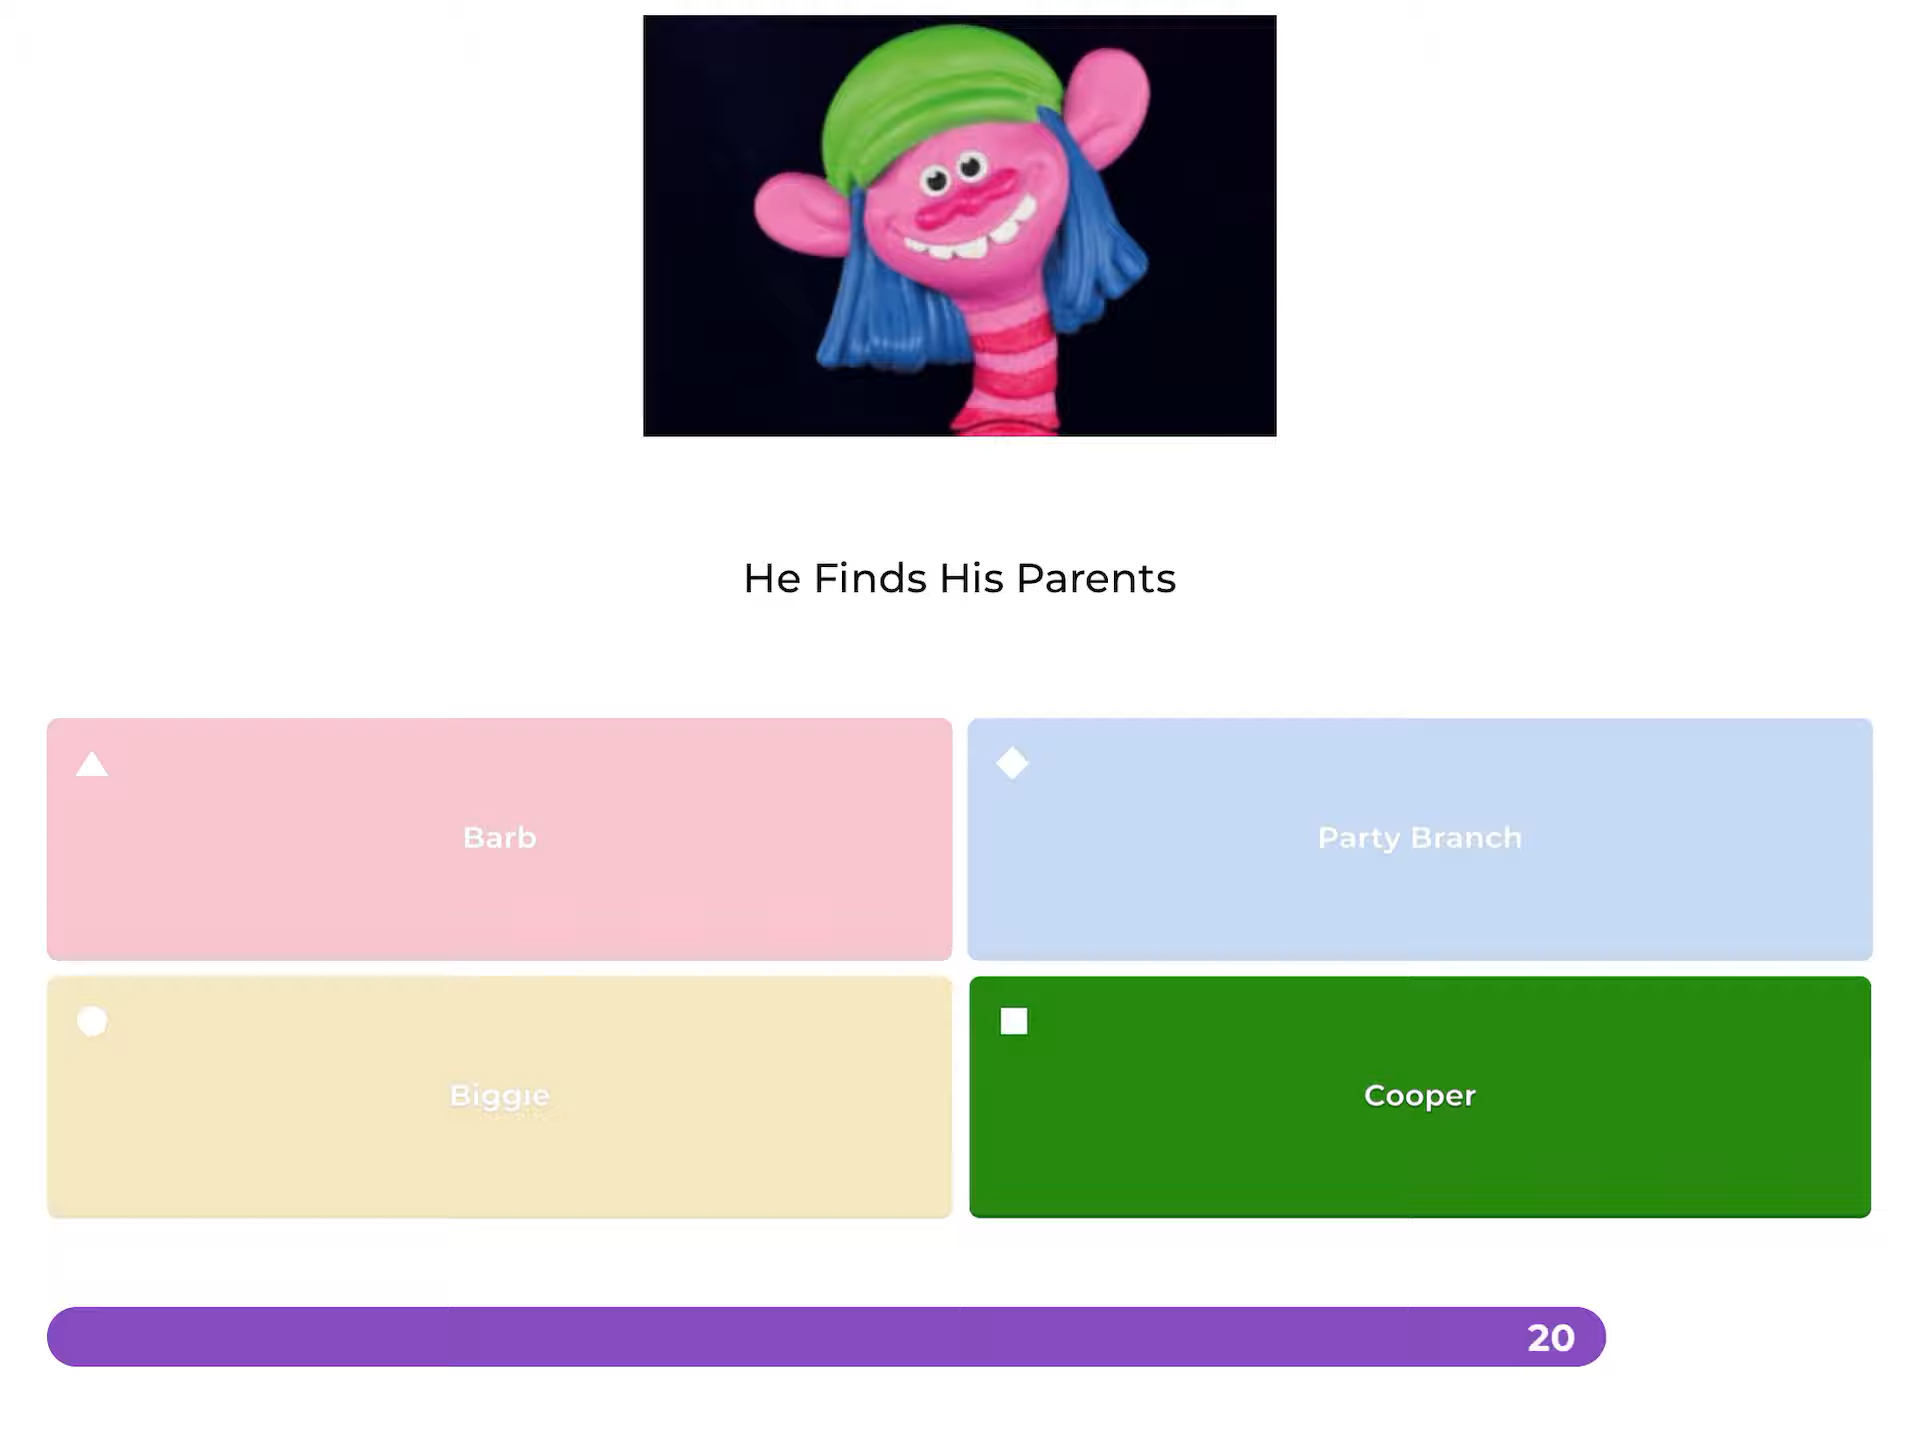 He Finds His Parents
Barb
Party Branch
Biggie
Cooper
20